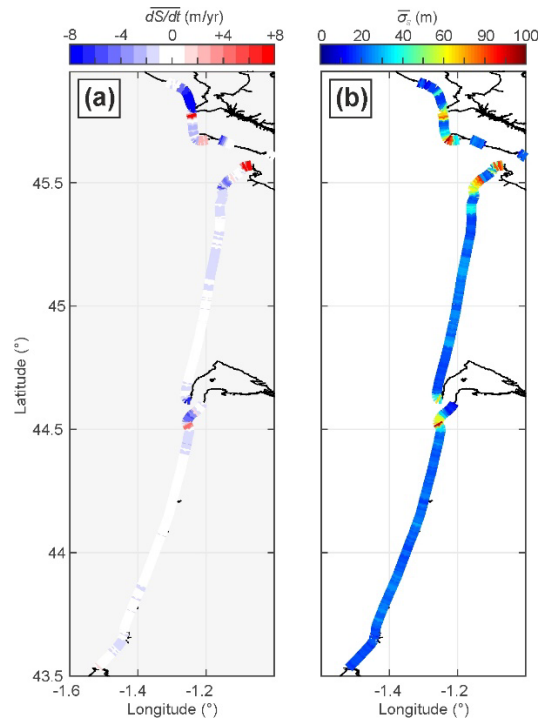 dS/dt (m/yr)
-8 -4 0 +4 +8
(a)
45.5
45
44.5
44
43.5
Latitude (°)
-1.6 -1.4 -1.2
Longitude (°)
(m)
0 20 40 60 80 100
(b)
-1.4 -1.2
Longitude (°)